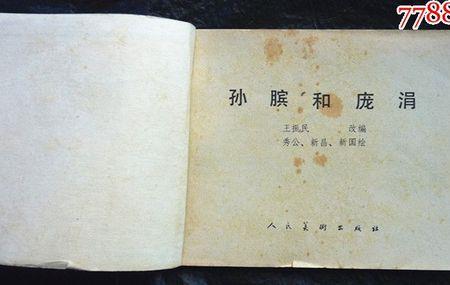 7788
孙膑和庞涓
王振民 改编
秀公、新昌、新国绘
人民美術出版社